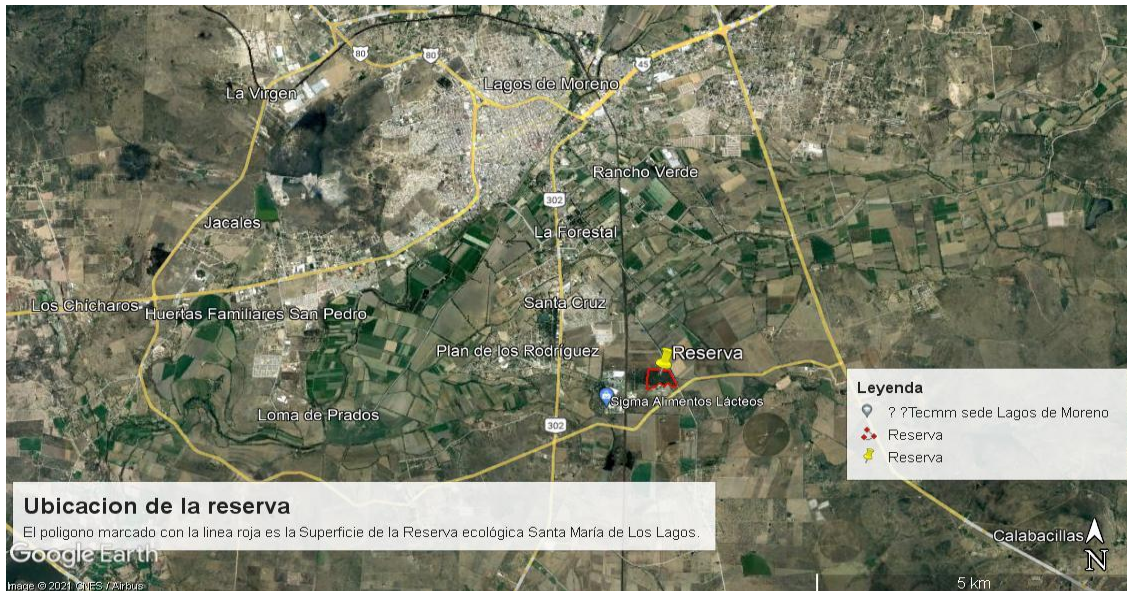 80
80
45
Lagos de Moreno
La Virgen
Rancho Verde
302
Jacales
La Forestal
Los Chicharos
Huertas Familiares San Pedro
Santa Cruz
Plan de los Rodríguez
Reserva
Sigma Alimentos Lácteos
Loma de Prados
302
Leyenda
? ?Tecmm sede Lagos de Moreno
Reserva
Reserva
Ubicacion de la reserva
El poligono marcado con la linea roja es la Superficie de la Reserva ecológica Santa María de Los Lagos.
Google Earth
Image © 2021 CNES / Airbus
Calabacillas
N
5 km